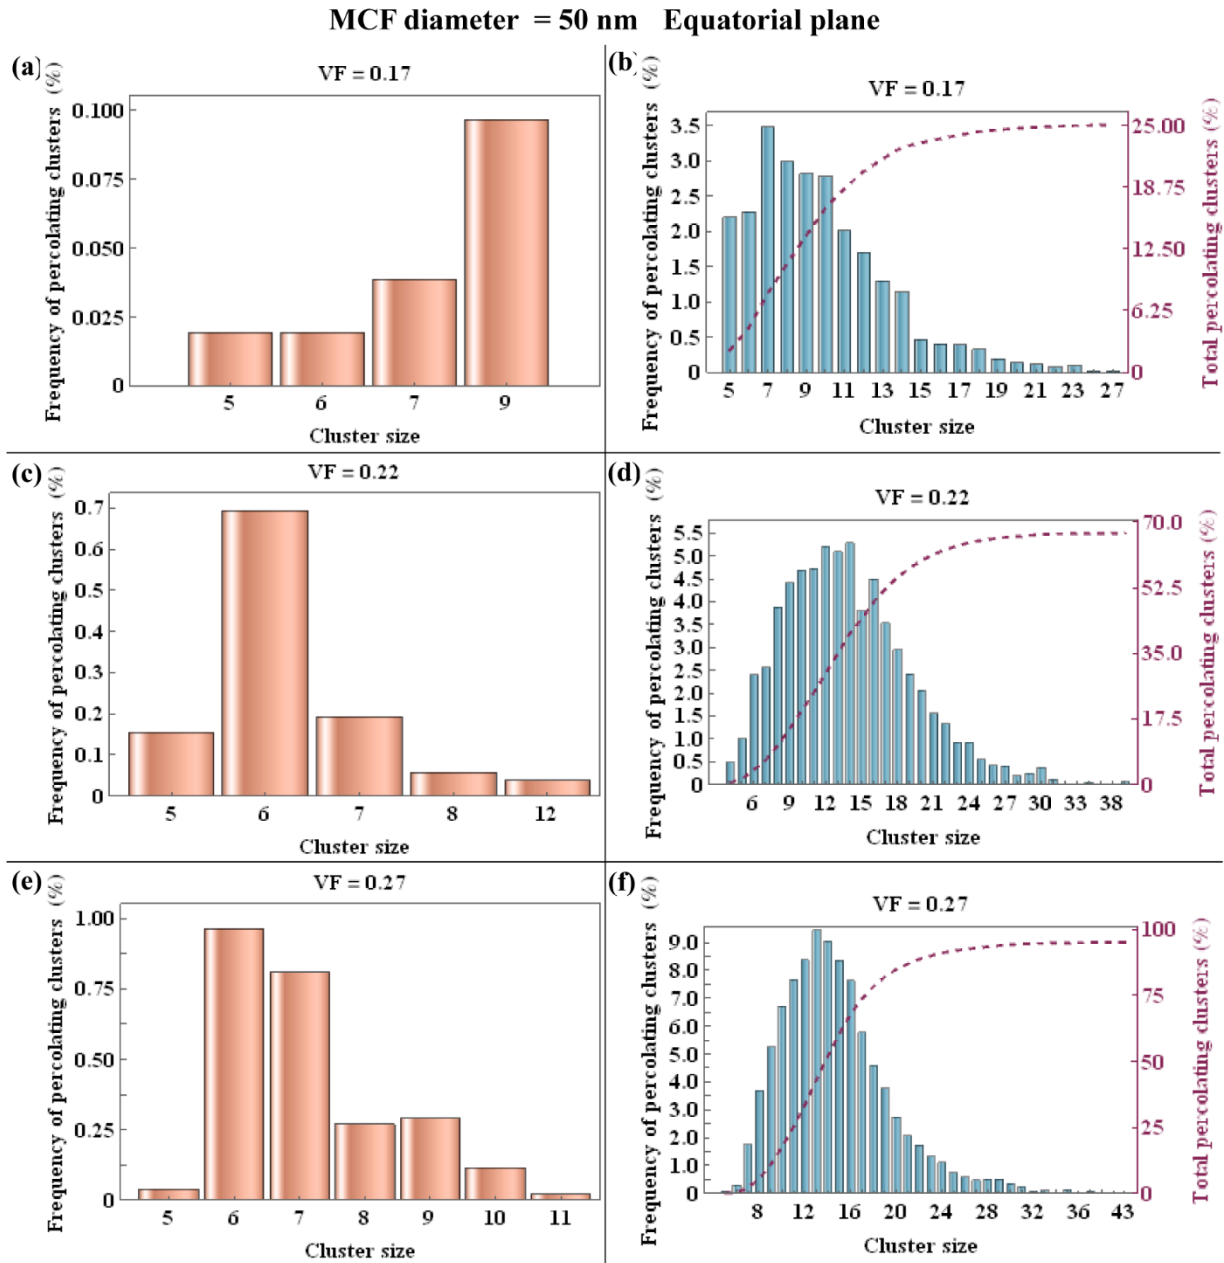 MCF diameter = 50 nm Equatorial plane
(a)
VF = 0.17
Frequency of percolating clusters (%)
0.100
0.075
0.050
0.025
0
5 6 7 9
Cluster size
(b)
VF = 0.17
Frequency of percolating clusters (%)
3.5
3.0
2.5
2.0
1.5
1.0
0.5
0
5 7 9 11 13 15 17 19 21 23 27
Cluster size
25.00
18.75
12.50
6.25
0
Total percolating clusters (%)
(c)
VF = 0.22
Frequency of percolating clusters (%)
0.7
0.6
0.5
0.4
0.3
0.2
0.1
0
5 6 7 8 12
Cluster size
(d)
VF = 0.22
Frequency of percolating clusters (%)
5.5
5.0
4.5
4.0
3.5
3.0
2.5
2.0
1.5
1.0
0.5
0
6 9 12 15 18 21 24 27 30 33 38
Cluster size
70.0
52.5
35.0
17.5
0
Total percolating clusters (%)
(e)
VF = 0.27
Frequency of percolating clusters (%)
1.00
0.75
0.50
0.25
0
5 6 7 8 9 10 11
Cluster size
(f)
VF = 0.27
Frequency of percolating clusters (%)
9.0
8.0
7.0
6.0
5.0
4.0
3.0
2.0
1.0
0
8 12 16 20 24 28 32 36 43
Cluster size
100
75
50
25
0
Total percolating clusters (%)